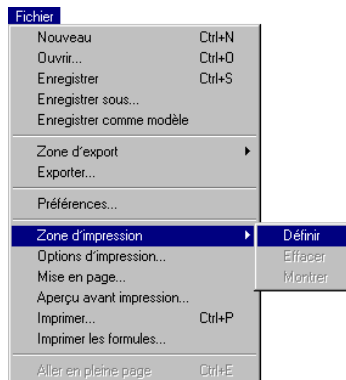 Fichier
Nouveau Ctrl+N
Ouvrir... Ctrl+O
Enregistrer Ctrl+S
Enregistrer sous...
Enregistrer comme modèle
Zone d'export
Exporter...
Préférences...
Zone d'impression Définir
Options d'impression... Effacer
Mise en page... Montrer
Aperçu avant impression...
Imprimer... Ctrl+P
Imprimer les formules...
Aller en pleine page Ctrl+E